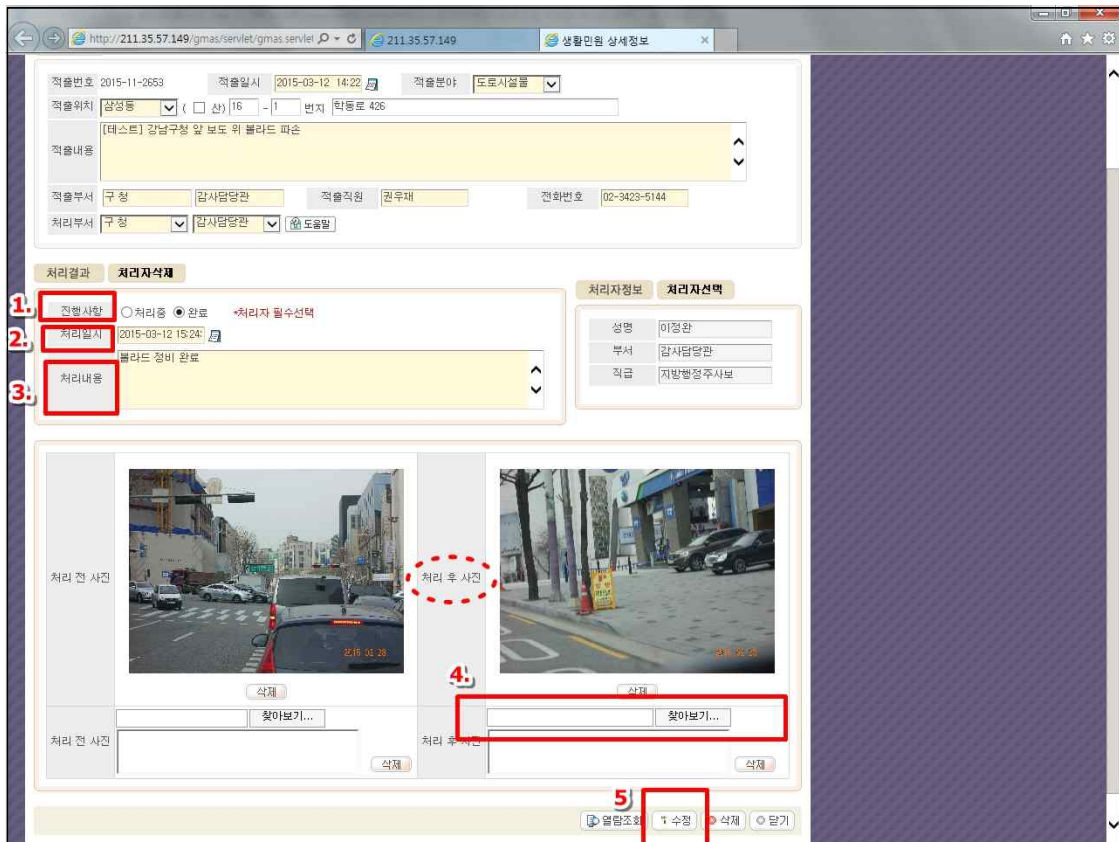 http://211.35.57.149/gmas/servlet/gmas.servlet 211.35.57.149 생활민원 상세정보
적출번호 2015-11-2653 적출일시 2015-03-12 14:22 적출분야 도로시설물
적출위치 삼성동 ( 산) 16 - 1 번지 학동로 426
[테스트] 강남구청 앞 보도 위 볼라드 파손
적출내용
적출부서 구 청 감사담당관 적출직원 권우재 전화번호 02-3423-5144
처리부서 구 청 감사담당관 도움말
처리결과 처리자삭제
처리자정보 처리자선택
1. 진행사항 처리중 완료 *처리자 필수선택
2. 처리일시 2015-03-12 15:24:
3. 처리내용 볼라드 정비 완료
성명 이정완
부서 감사담당관
직급 지방행정주사보
처리 전 사진 처리 후 사진
삭제 삭제
4.
찾아보기... 찾아보기...
처리 전 사진 처리 후 사진
삭제 삭제
5
열람조회 수정 삭제 닫기